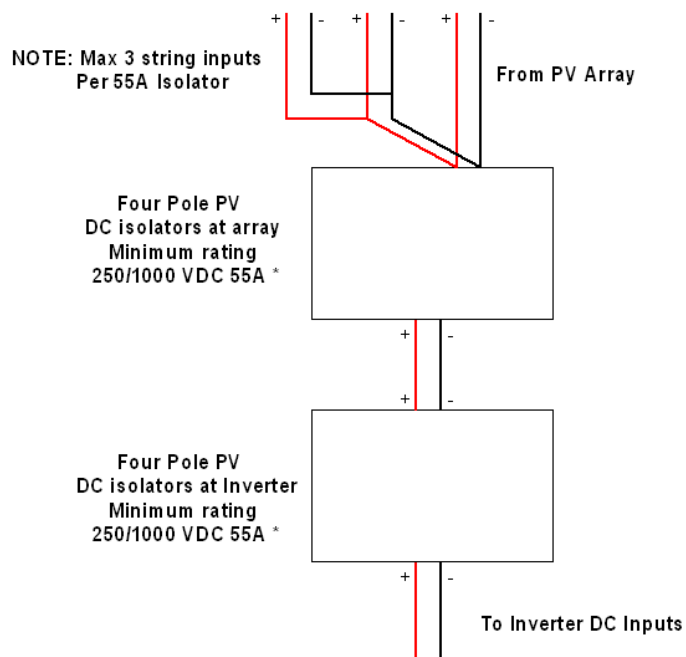 + - + - + -
NOTE: Max 3 string inputs
Per 55A Isolator
From PV Array
Four Pole PV
DC isolators at array
Minimum rating
250/1000 VDC 55A *
+ -
+ -
Four Pole PV
DC isolators at Inverter
Minimum rating
250/1000 VDC 55A *
+ -
To Inverter DC Inputs